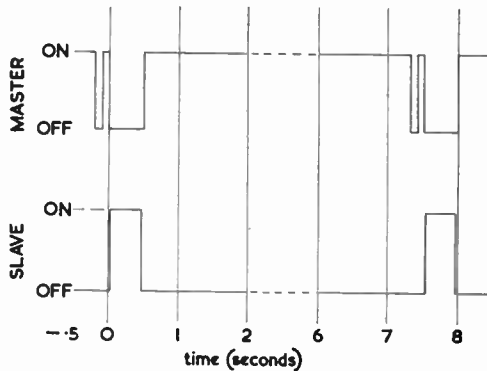 MASTER
ON
OFF
SLAVE
ON
OFF
-·5 0 1 2 6 7 8
time (seconds)